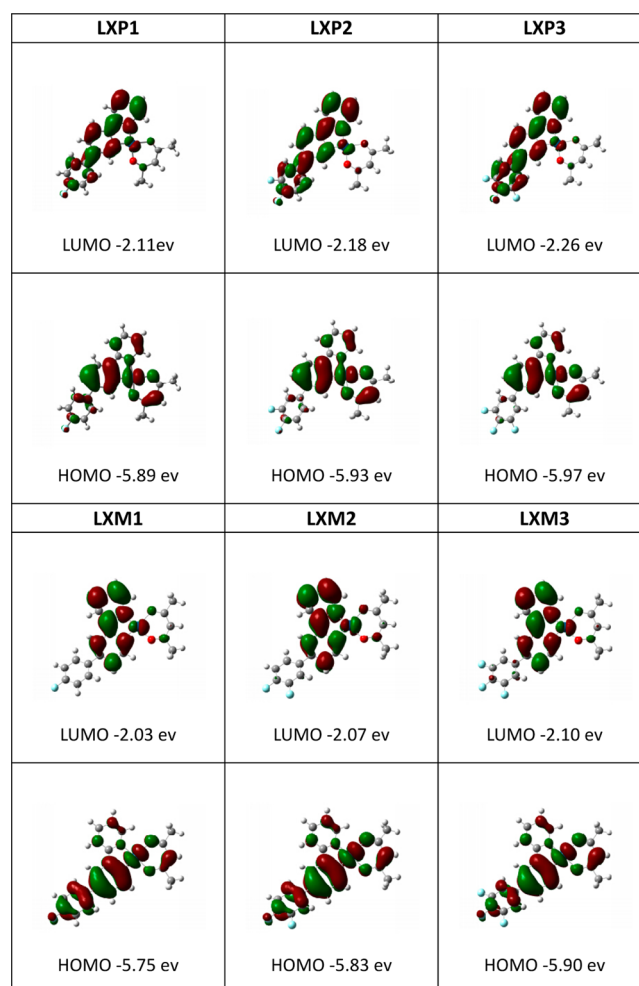 LXP1 LXP2 LXP3
LUMO -2.11ev LUMO -2.18 ev LUMO -2.26 ev
HOMO -5.89 ev HOMO -5.93 ev HOMO -5.97 ev
LXM1 LXM2 LXM3
LUMO -2.03 ev LUMO -2.07 ev LUMO -2.10 ev
HOMO -5.75 ev HOMO -5.83 ev HOMO -5.90 ev